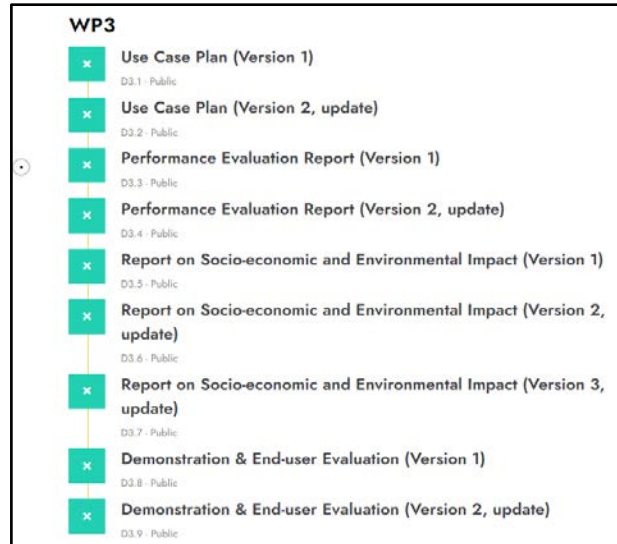 WP3
Use Case Plan (Version 1)
D3.1 - Public
Use Case Plan (Version 2, update)
D3.2 - Public
Performance Evaluation Report (Version 1)
D3.3 - Public
Performance Evaluation Report (Version 2, update)
D3.4 - Public
Report on Socio-economic and Environmental Impact (Version 1)
D3.5 - Public
Report on Socio-economic and Environmental Impact (Version 2,
update)
D3.6 - Public
Report on Socio-economic and Environmental Impact (Version 3,
update)
D3.7 - Public
Demonstration & End-user Evaluation (Version 1)
D3.8 - Public
Demonstration & End-user Evaluation (Version 2, update)
D3.9 - Public